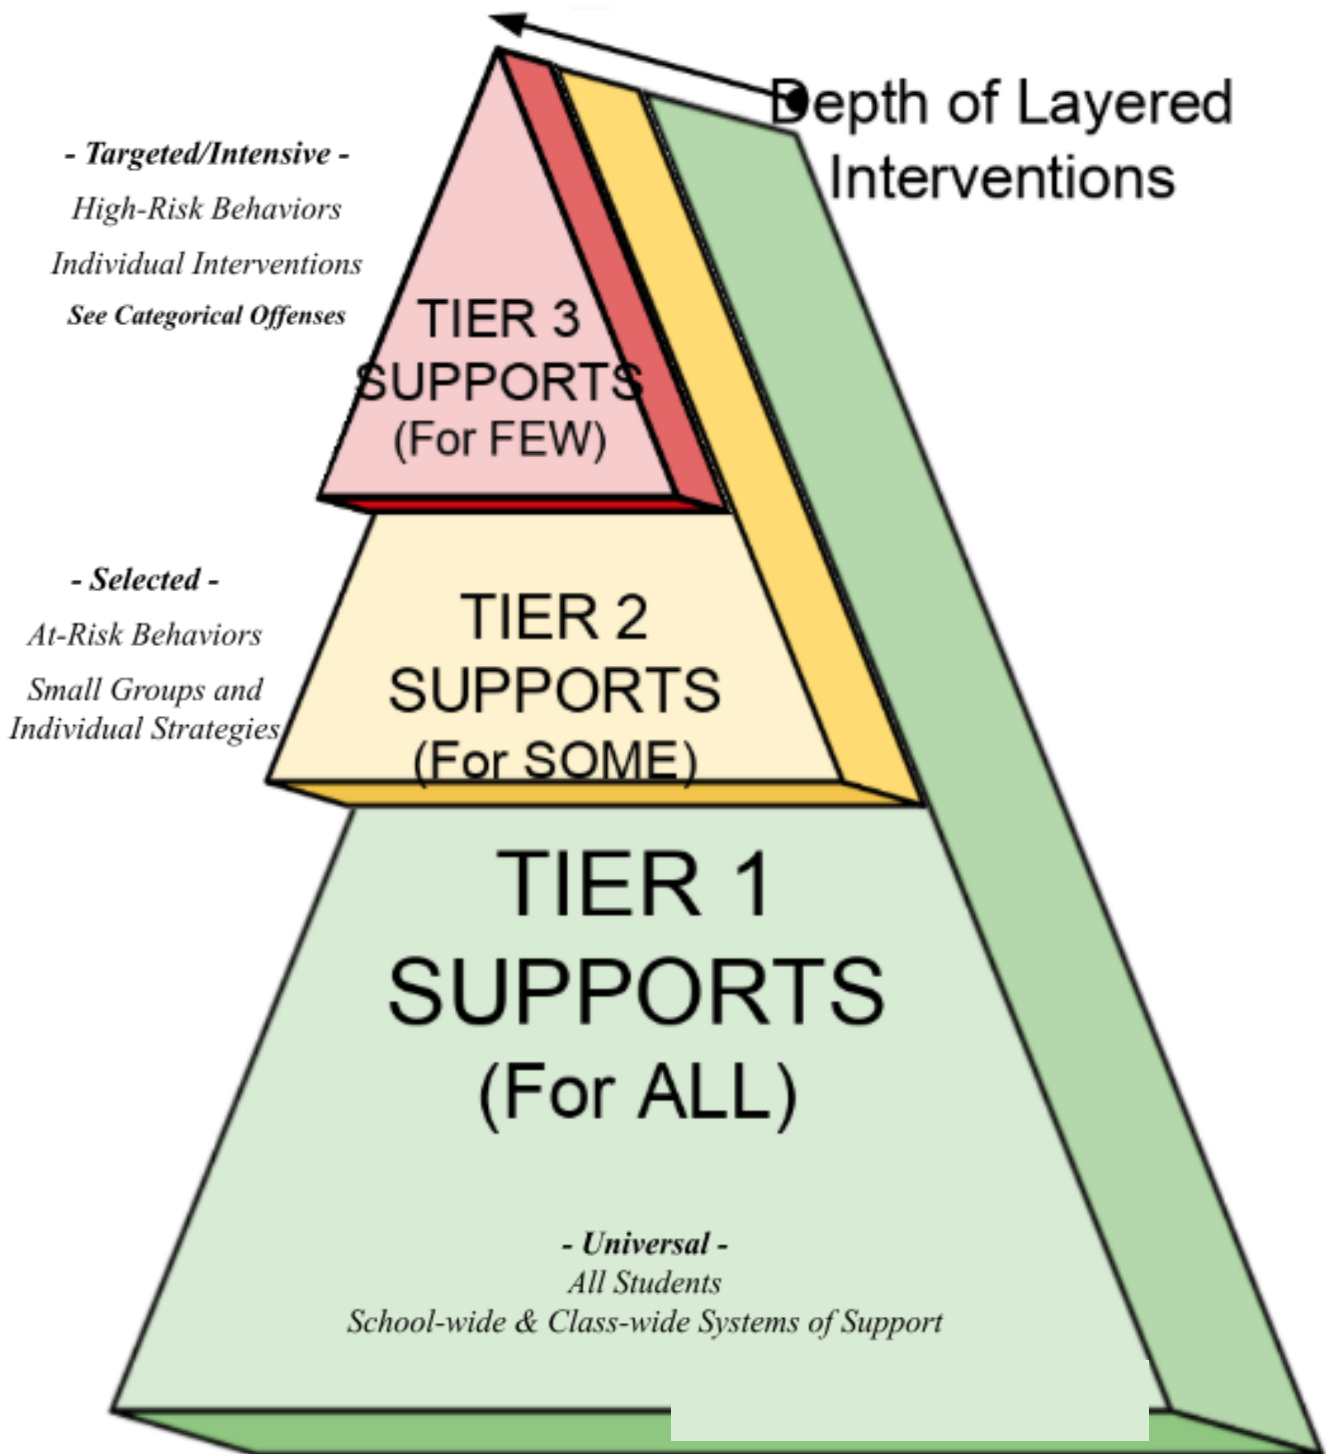 Depth of Layered
Interventions
- Targeted/Intensive -
High-Risk Behaviors
Individual Interventions
See Categorical Offenses
TIER 3
SUPPORTS
(For FEW)
- Selected -
At-Risk Behaviors
Small Groups and
Individual Strategies
TIER 2
SUPPORTS
(For SOME)
TIER 1
SUPPORTS
(For ALL)
- Universal -
All Students
School-wide & Class-wide Systems of Support